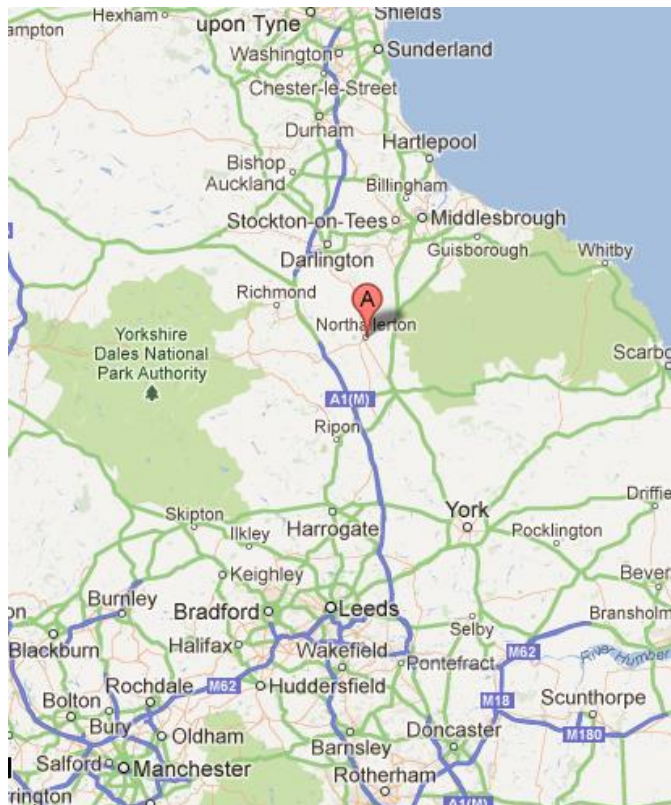 Hexham
upon Tyne
Shields
ampton
Washington
Sunderland
Chester-le-Street
Durham
Hartlepool
Bishop
Auckland
Billingham
Stockton-on-Tees
Middlesbrough
Guisborough
Whitby
Darlington
Richmond
A
Northallerton
Yorkshire
Dales National
Park Authority
Scarbo
A1(M)
Ripon
Skipton
Harrogate
York
Driffie
Ilkley
Pocklington
Keighley
Bever
Burnley
Bradford
Leeds
Selby
Bransholm
Blackburn
Halifax
Wakefield
M62
River Humber
Pontefract
Rochdale
M62
Huddersfield
M18
Scunthorpe
Bolton
Bury
Oldham
M180
Barnsley
Doncaster
Salford
Manchester
Rotherham
rrington
A1(M)